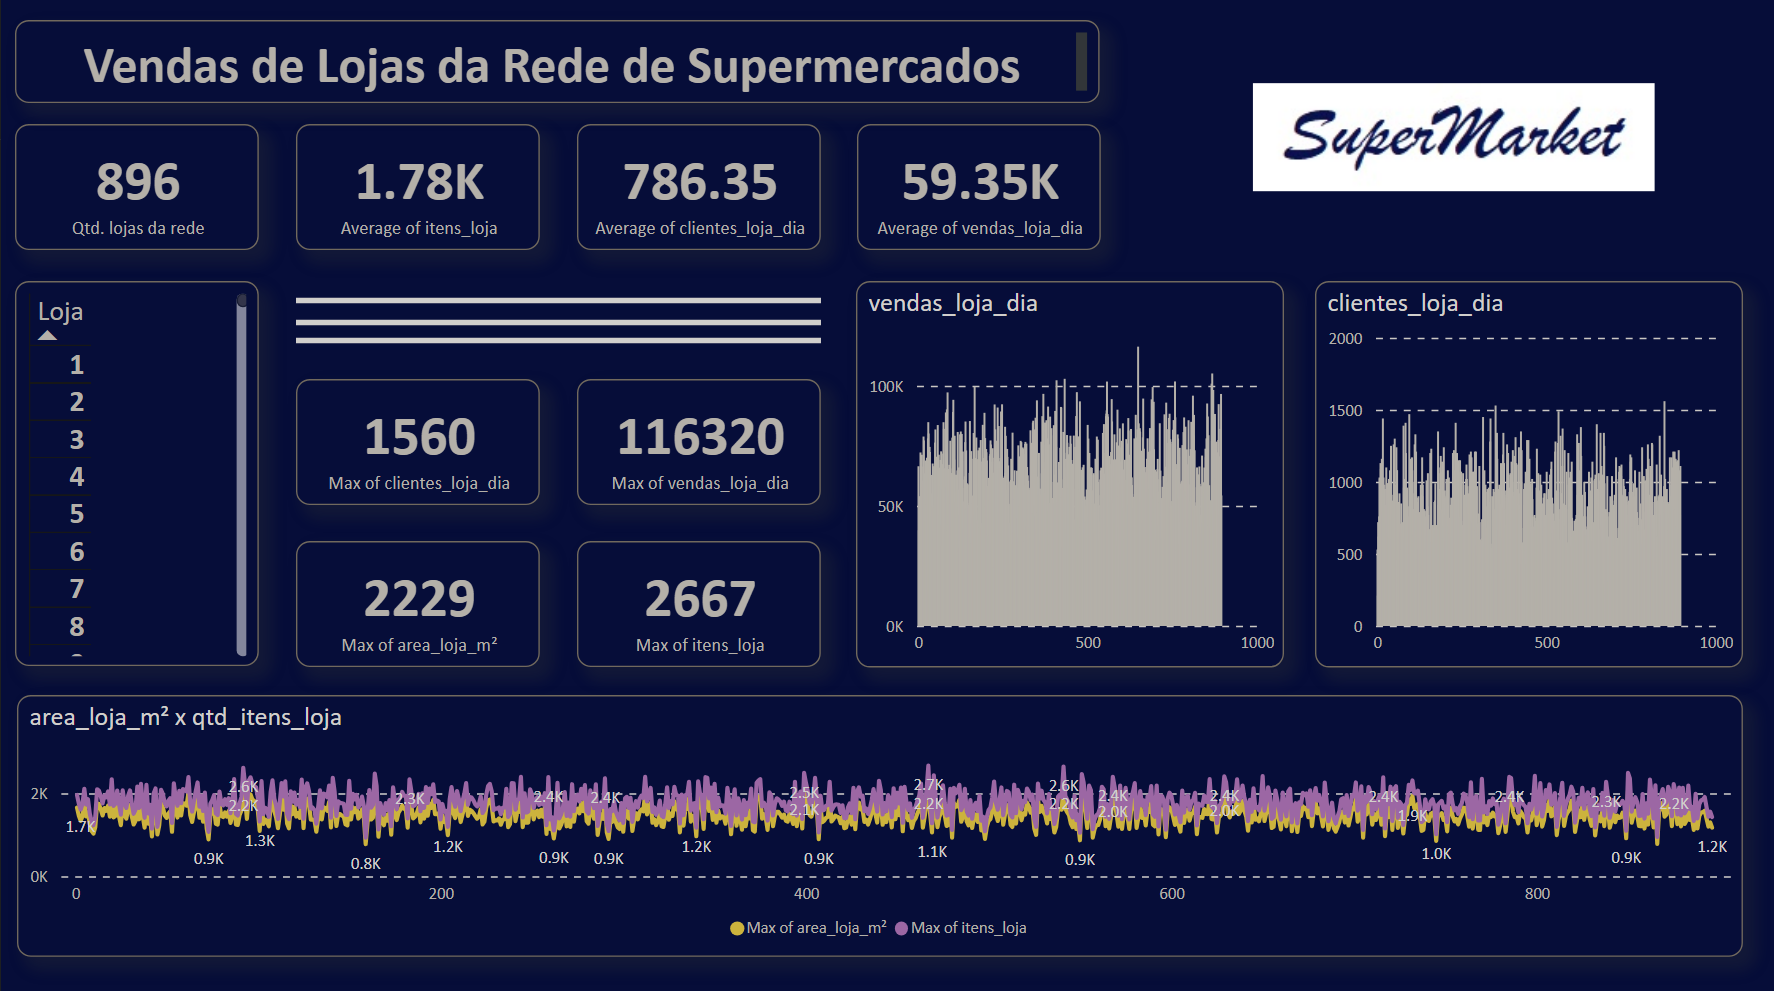 Vendas de Lojas da Rede de Supermercados
SuperMarket
896
Qtd. lojas da rede
1.78K
Average of itens_loja
786.35
Average of clientes_loja_dia
59.35K
Average of vendas_loja_dia
Loja
1
2
3
4
5
6
7
8
1560
Max of clientes_loja_dia
116320
Max of vendas_loja_dia
2229
Max of area_loja_m²
2667
Max of itens_loja
vendas_loja_dia
100K
50K
0K
0 500 1000
clientes_loja_dia
2000
1500
1000
500
0
0 500 1000
area_loja_m² x qtd_itens_loja
2.6K 2.7K 2.6K
2K 2.2K 2.3K 2.4K 2.4K 2.5K 2.2K 2.2K 2.4K 2.4K 2.4K 2.4K 2.3K 2.2K
2.1K 2.0K 2.0K 1.9K
1.7K 1.3K 1.2K 1.2K 1.1K 1.0K 1.2K
0.9K 0.8K 0.9K 0.9K 0.9K 0.9K 0.9K
0K
0 200 400 600 800
Max of area_loja_m² Max of itens_loja